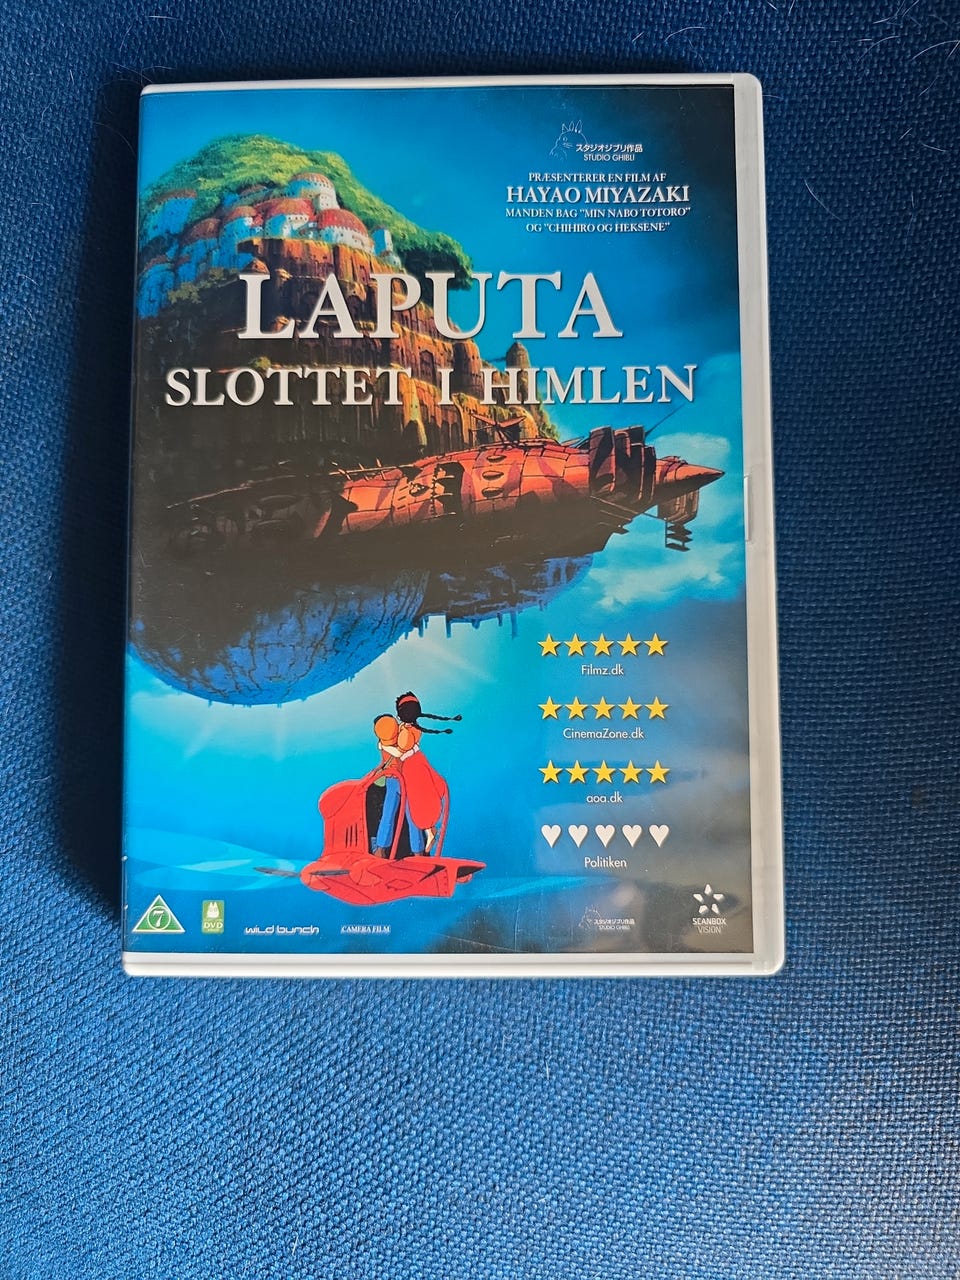 スタジオジブリ作品
STUDIO GHIBLI
PRÆSENTERER EN FILM AF
HAYAO MIYAZAKI
MANDEN BAG "MIN NABO TOTORO"
OG "CHIHIRO OG HEKSENE"
LAPUTA
SLOTTET I HIMLEN
Filmz.dk
CinemaZone.dk
aoa.dk
Politiken
7
DVD
wild bunch
CAMERA FILM
スタジオジブリ作品
STUDIO GHIBLI
SCANBOX
VISION